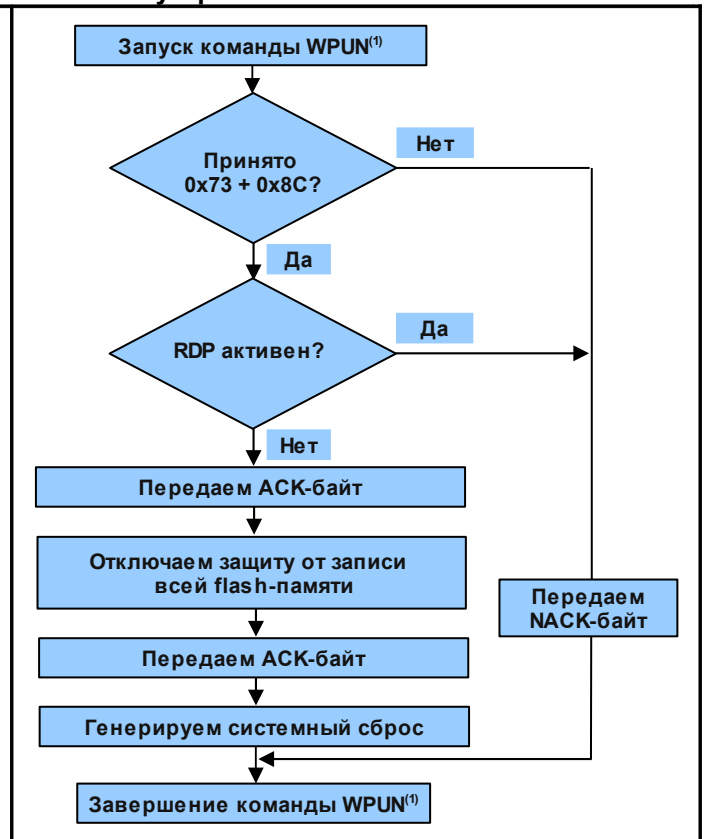 Запуск команды WPUN(1)
Принято
0x73 + 0x8C?
Нет
Да
RDP активен?
Да
Нет
Передаем ACK-байт
Отключаем защиту от записи
всей flash-памяти
Передаем
NACK-байт
Передаем ACK-байт
Генерируем системный сброс
Завершение команды WPUN(1)